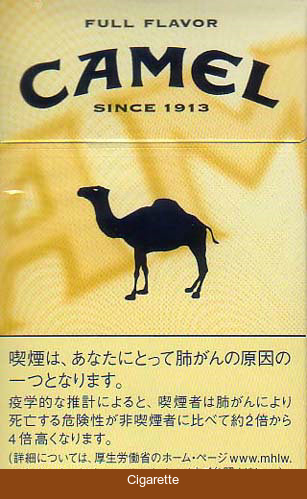 FULL FLAVOR
CAMEL
SINCE 1913
喫煙は、あなたにとって肺がんの原因の
一つとなります。
疫学的な推計によると、喫煙者は肺がんにより
死亡する危険性が非喫煙者に比べて約2倍から
4倍高くなります。
(詳細については、厚生労働省のホーム・ページwww.mhlw.
Cigarette